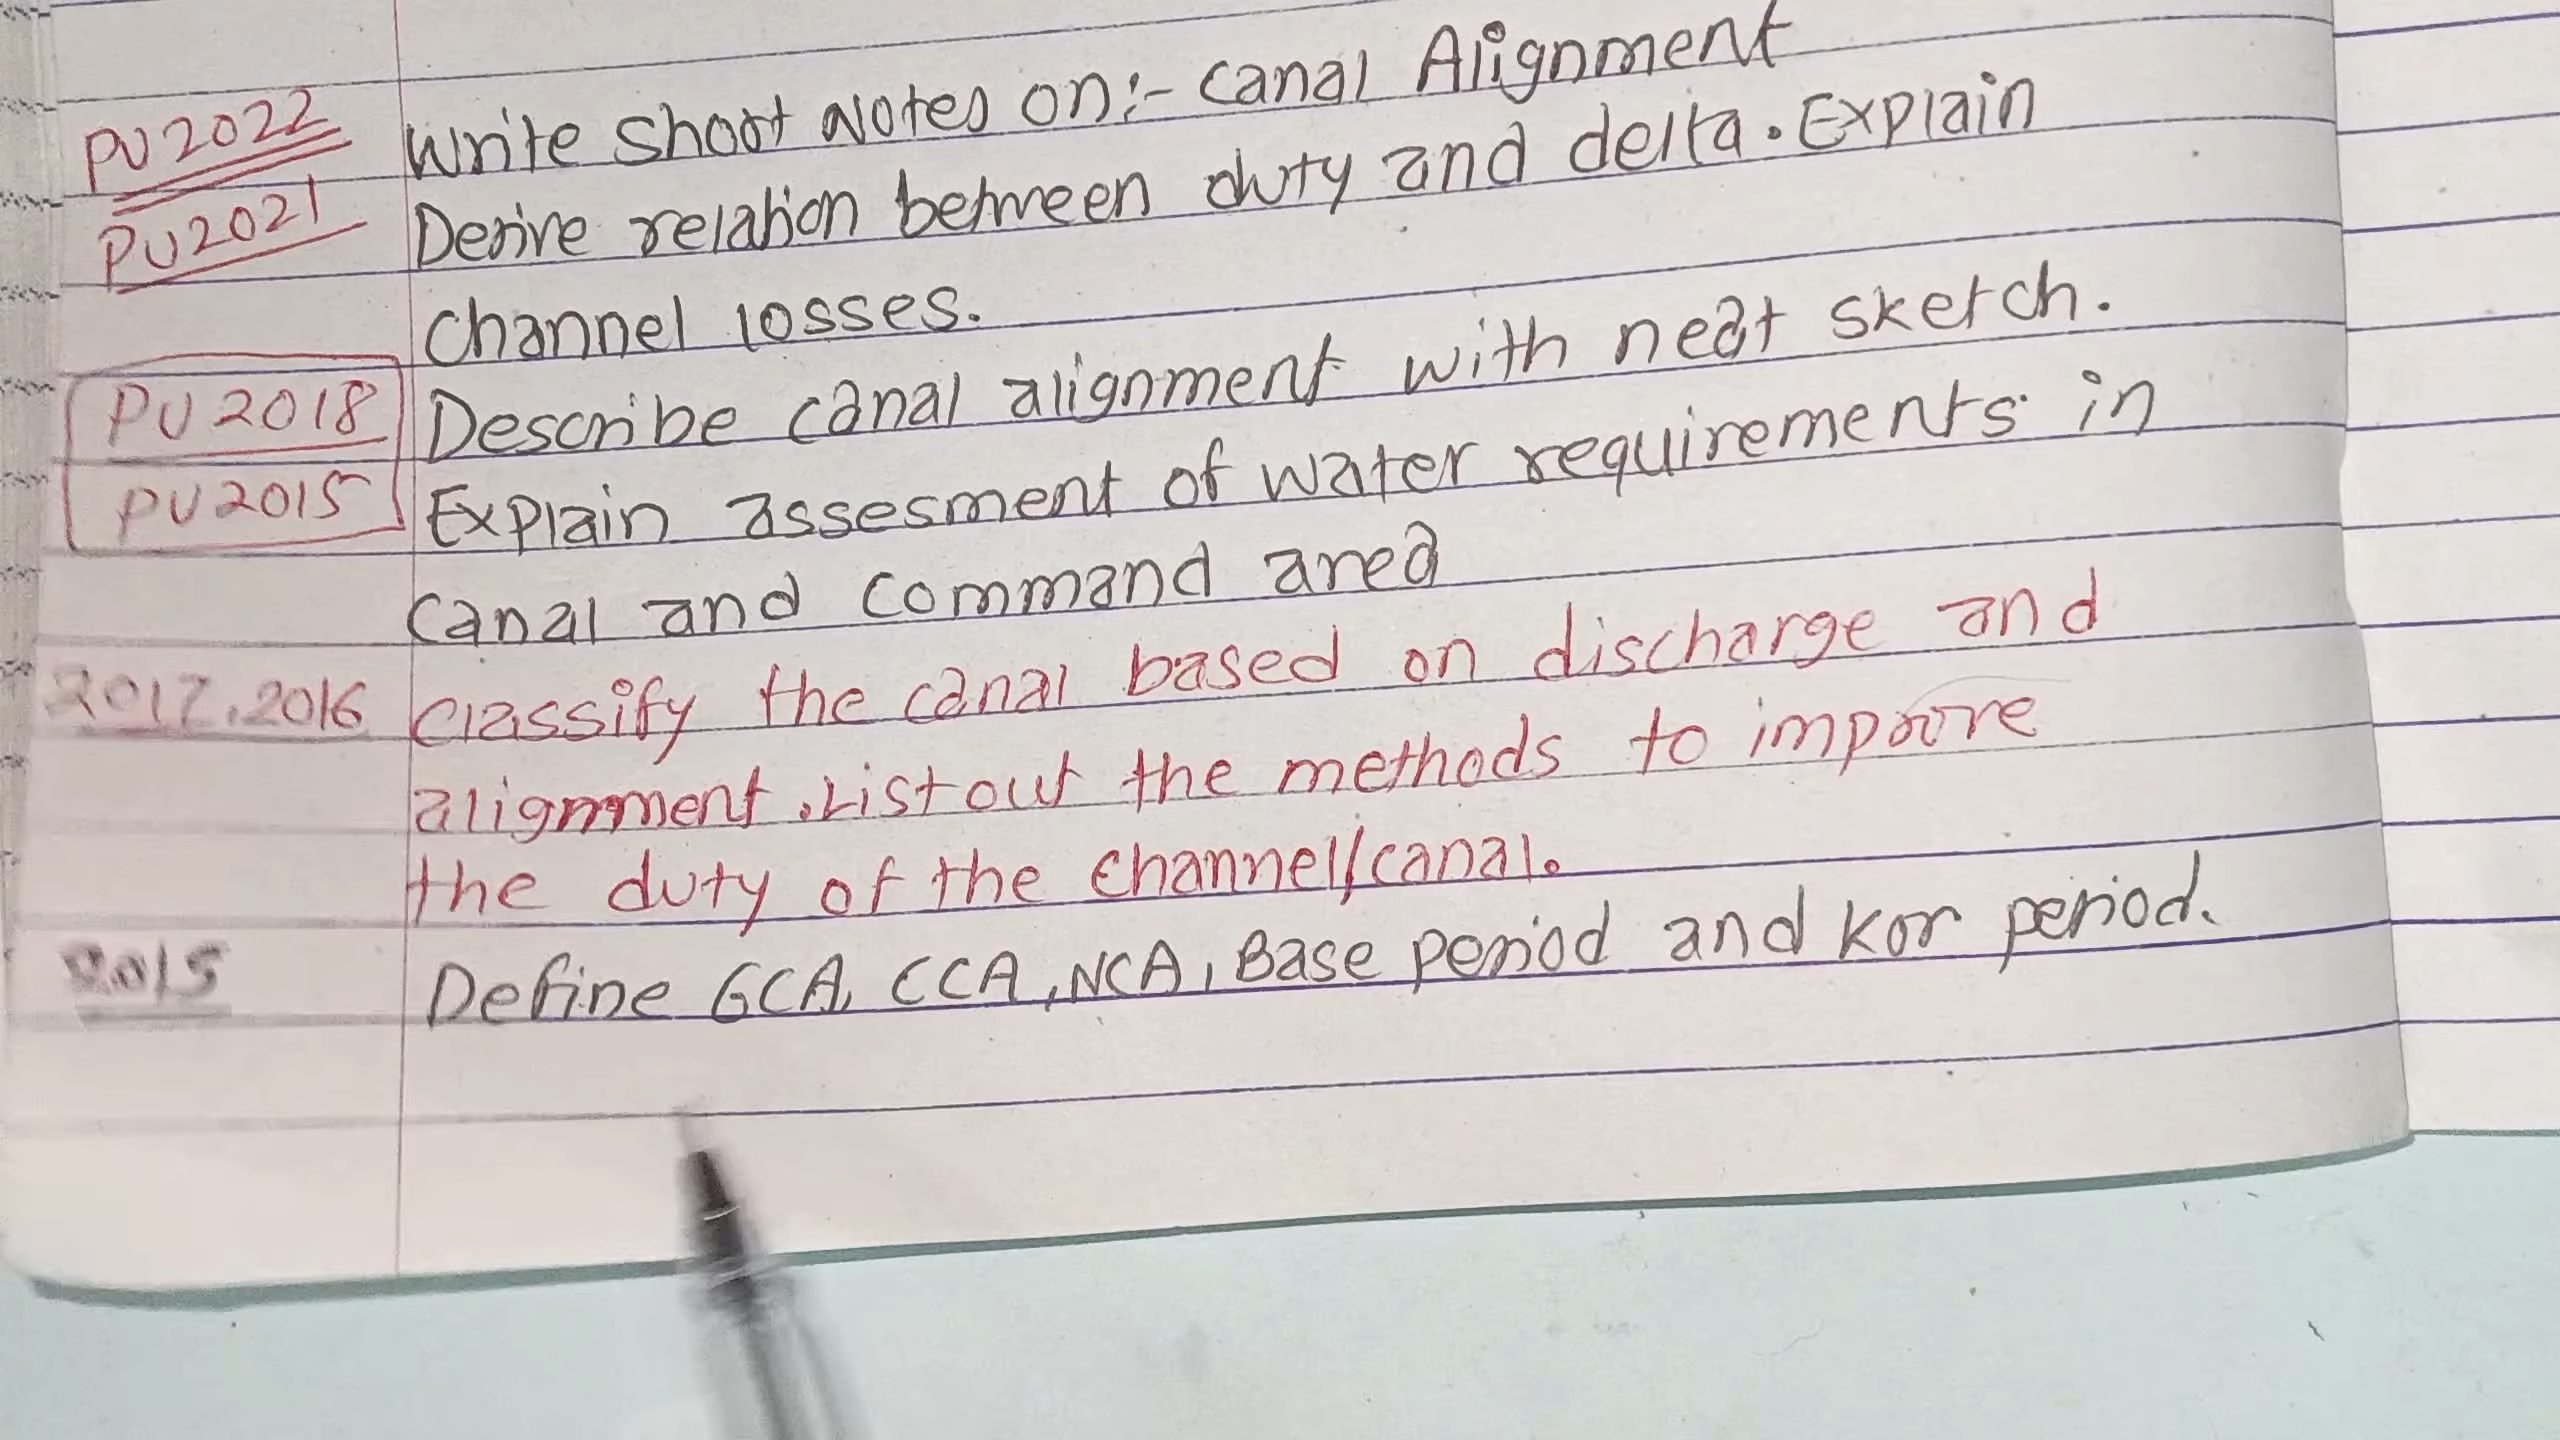 PU2022 Write Short Notes on:- Canal Alignment
PU2021 Derive relation between duty and delta. Explain
Channel losses.
PU2018 Describe canal alignment with neat sketch.
PU2015 Explain assesment of water requirements in
Canal and Command area
2017,2016 Classify the canal based on discharge and
alignment. List out the methods to improve
the duty of the channel/canal.
2015 Define GCA, CCA, NCA, Base period and Kor period.